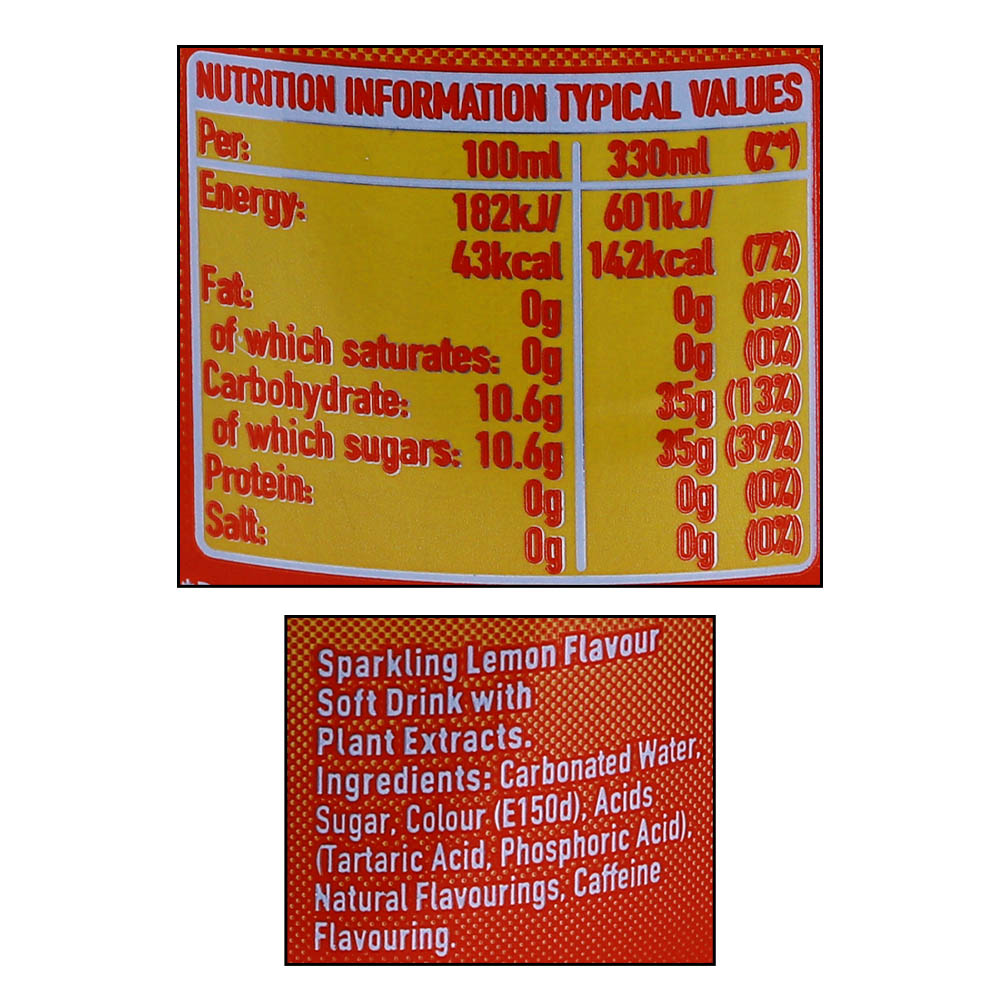 NUTRITION INFORMATION TYPICAL VALUES
Per: 100ml 330ml (%**)
Energy: 182kJ/ 601kJ/
43kcal 142kcal (7%)
Fat: 0g 0g (0%)
of which saturates: 0g 0g (0%)
Carbohydrate: 10.6g 35g (13%)
of which sugars: 10.6g 35g (39%)
Protein: 0g 0g (0%)
Salt: 0g 0g (0%)
Sparkling Lemon Flavour
Soft Drink with
Plant Extracts.
Ingredients: Carbonated Water,
Sugar, Colour (E150d), Acids
(Tartaric Acid, Phosphoric Acid),
Natural Flavourings, Caffeine
Flavouring.